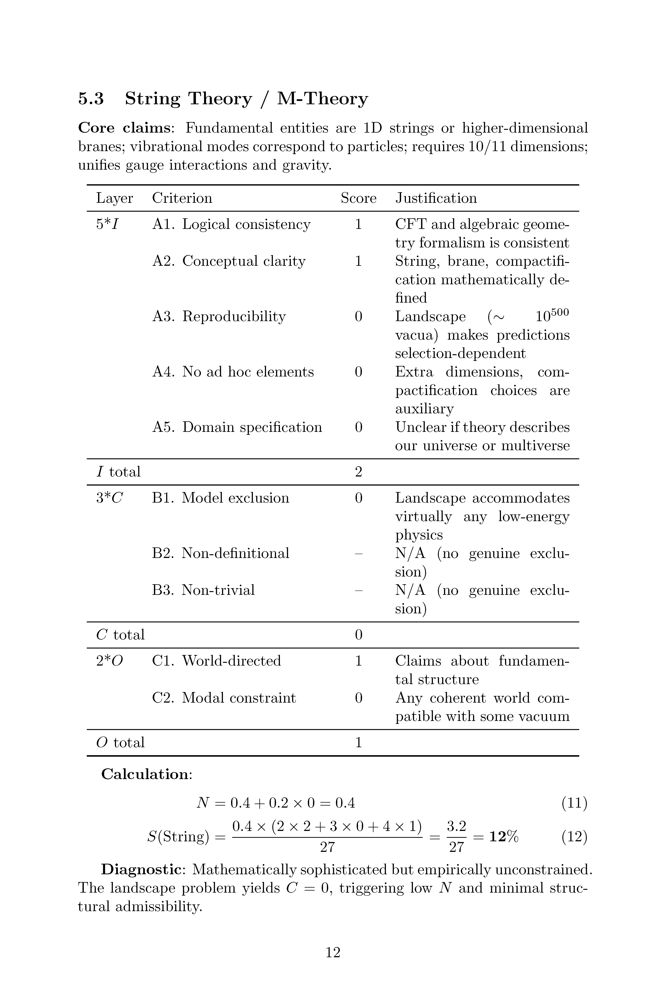 5.3 String Theory / M-Theory
Core claims: Fundamental entities are 1D strings or higher-dimensional
branes; vibrational modes correspond to particles; requires 10/11 dimensions;
unifies gauge interactions and gravity.
Layer Criterion Score Justification
5*I A1. Logical consistency 1 CFT and algebraic geome-
try formalism is consistent
A2. Conceptual clarity 1 String, brane, compactifi-
cation mathematically de-
fined
A3. Reproducibility 0 Landscape (∼ 10^500
vacua) makes predictions
selection-dependent
A4. No ad hoc elements 0 Extra dimensions, com-
pactification choices are
auxiliary
A5. Domain specification 0 Unclear if theory describes
our universe or multiverse
I total 2
3*C B1. Model exclusion 0 Landscape accommodates
virtually any low-energy
physics
B2. Non-definitional – N/A (no genuine exclu-
sion)
B3. Non-trivial – N/A (no genuine exclu-
sion)
C total 0
2*O C1. World-directed 1 Claims about fundamen-
tal structure
C2. Modal constraint 0 Any coherent world com-
patible with some vacuum
O total 1
Calculation:
N = 0.4 + 0.2 × 0 = 0.4 (11)
S(String) = 0.4 × (2 × 2 + 3 × 0 + 4 × 1) / 27 = 3.2 / 27 = 12% (12)
Diagnostic: Mathematically sophisticated but empirically unconstrained.
The landscape problem yields C = 0, triggering low N and minimal struc-
tural admissibility.
12